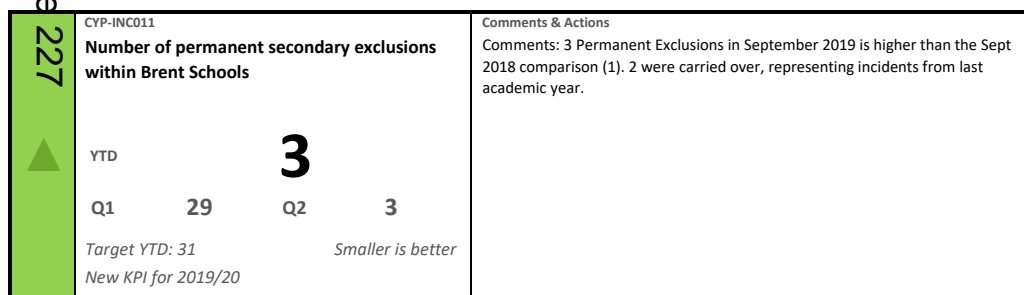 227
CYP-INC011
Number of permanent secondary exclusions
within Brent Schools
YTD 3
Q1 29 Q2 3
Target YTD: 31 Smaller is better
New KPI for 2019/20
Comments & Actions
Comments: 3 Permanent Exclusions in September 2019 is higher than the Sept
2018 comparison (1). 2 were carried over, representing incidents from last
academic year.